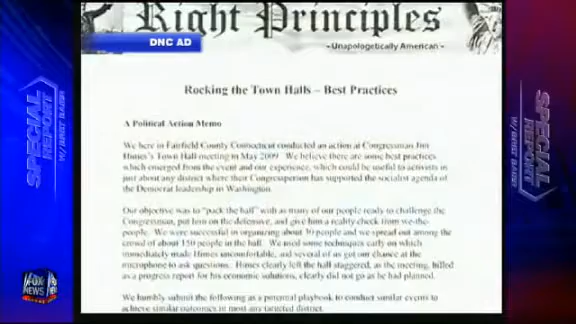 Right Principles
DNC AD
~Unapologetically American~
SPECIAL REPORT
W/ BRET BAIER
SPECIAL REPORT
W/ BRET BAIER
Rocking the Town Halls – Best Practices
A Political Action Memo
We here in Fairfield County Connecticut conducted an action at Congressman Jim
Himes's Town Hall meeting in May 2009. We believe there are some best practices
which emerged from the event and our experience, which could be useful to activists in
just about any district where their Congressperson has supported the socialist agenda of
the Democrat leadership in Washington.
Our objective was to "pack the hall" with as many of our people ready to challenge the
Congressman, put him on the defensive, and give him a reality check from we-the-
people. We were successful in organizing about 30 people and we spread out among the
crowd of about 150 people in the hall. We used some techniques early on which
immediately made Himes uncomfortable, and several of us got our chance at the
microphone to ask questions. Himes clearly left the hall staggered, as the meeting, billed
as a progress report for his economic solutions, clearly did not go as he had planned.
We humbly submit the following as a potential playbook to conduct similar events to
achieve similar outcomes in most any targeted district.
FOX
NEWS